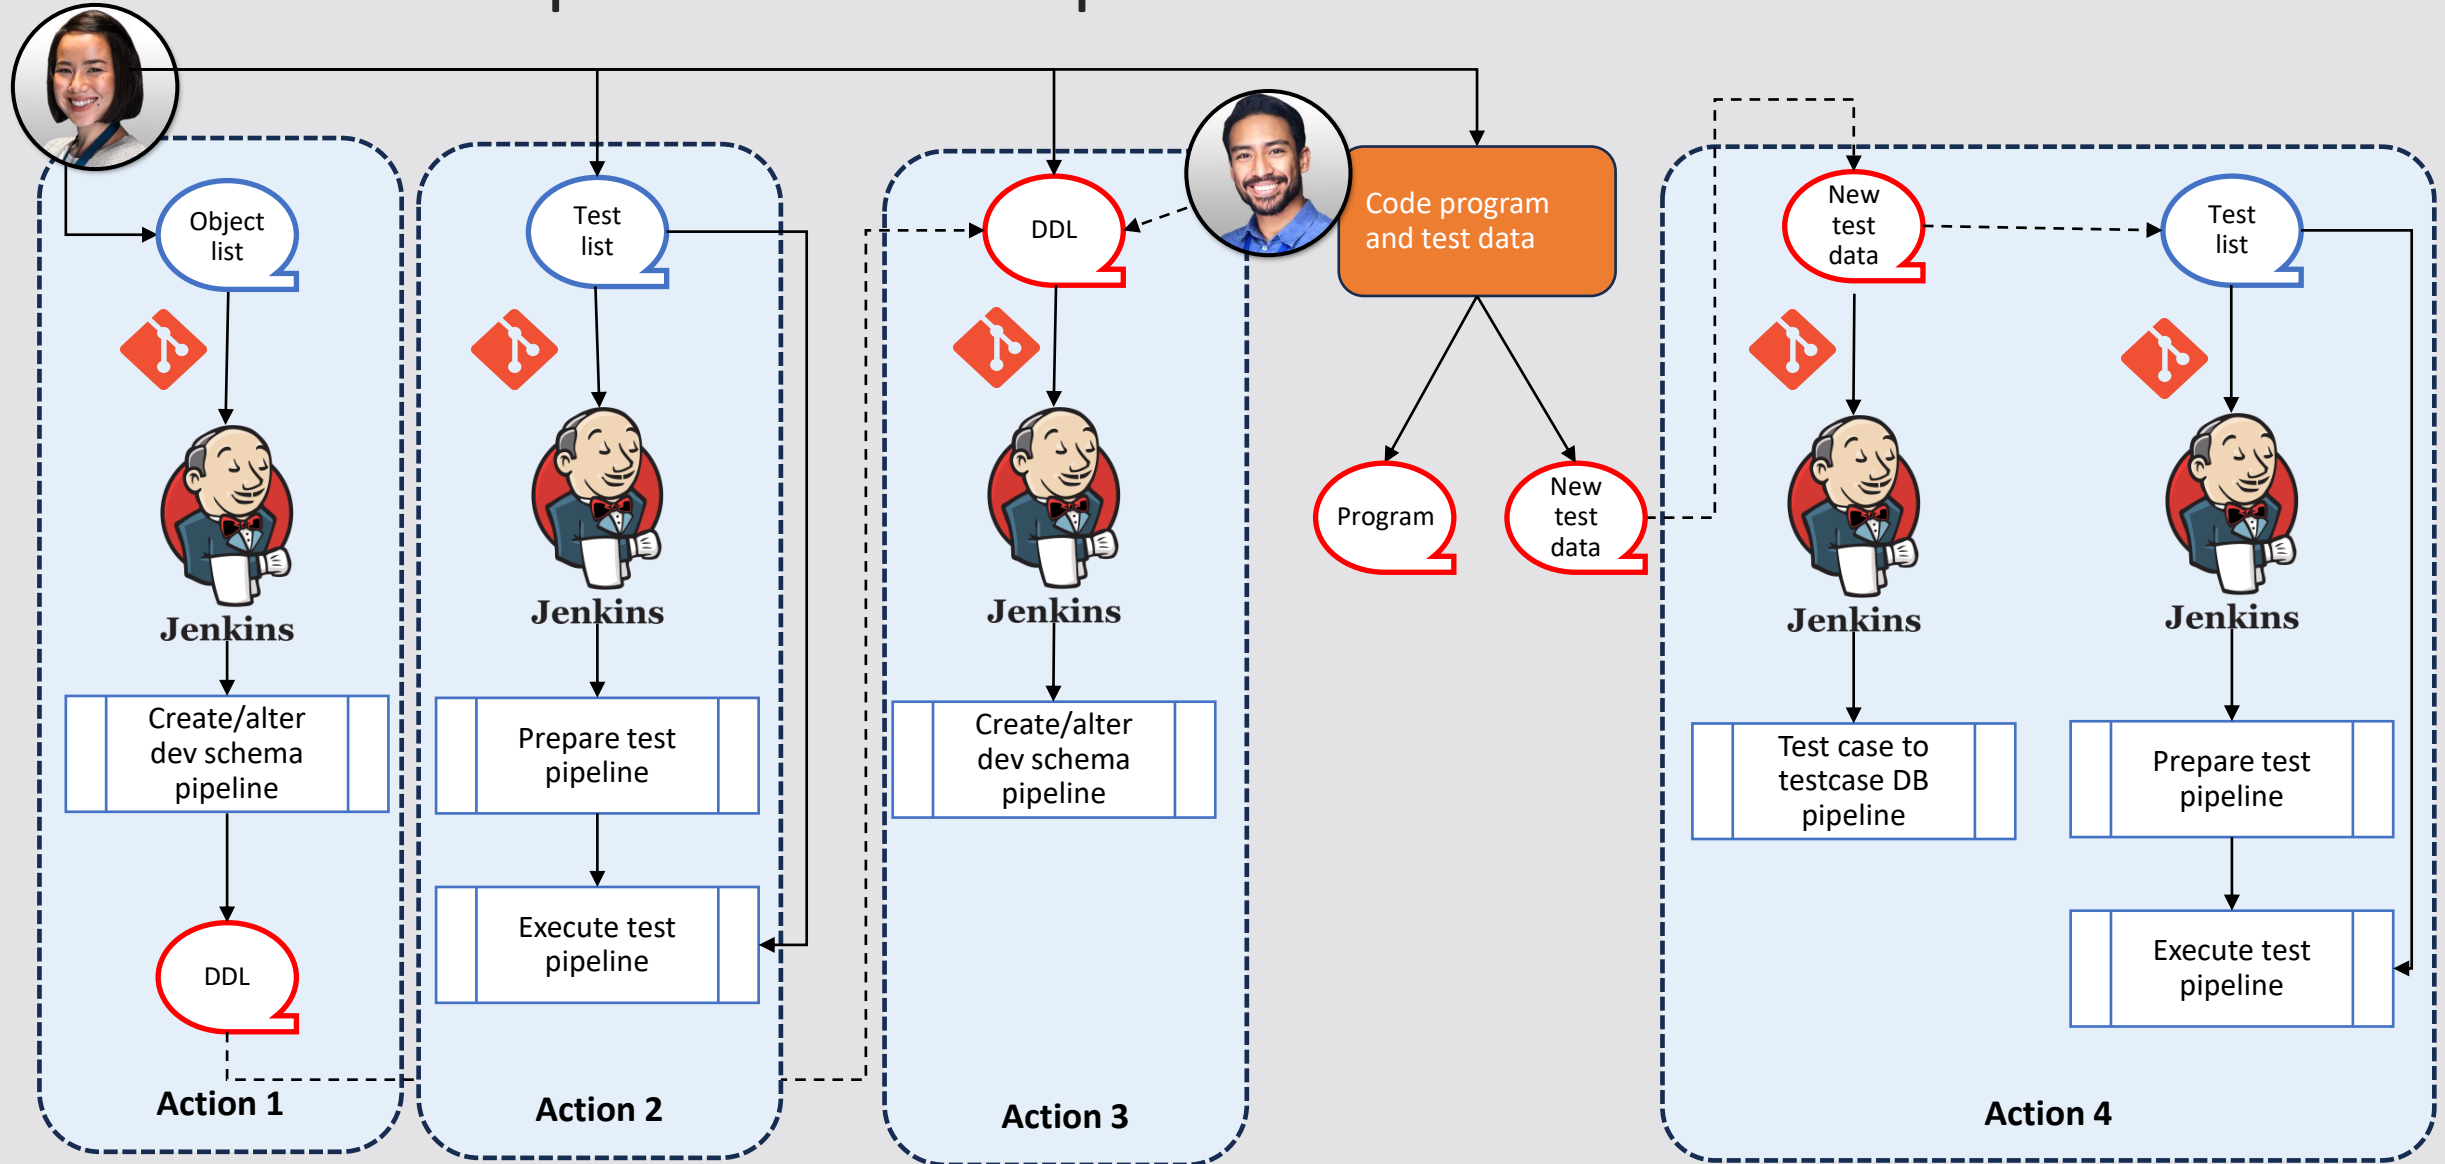 Object
list
Jenkins
Create/alter
dev schema
pipeline
DDL
Action 1
Test
list
Jenkins
Prepare test
pipeline
Execute test
pipeline
Action 2
DDL
Jenkins
Create/alter
dev schema
pipeline
Action 3
Code program
and test data
Program
New
test
data
New
test
data
Jenkins
Test case to
testcase DB
pipeline
Test
list
Jenkins
Prepare test
pipeline
Execute test
pipeline
Action 4